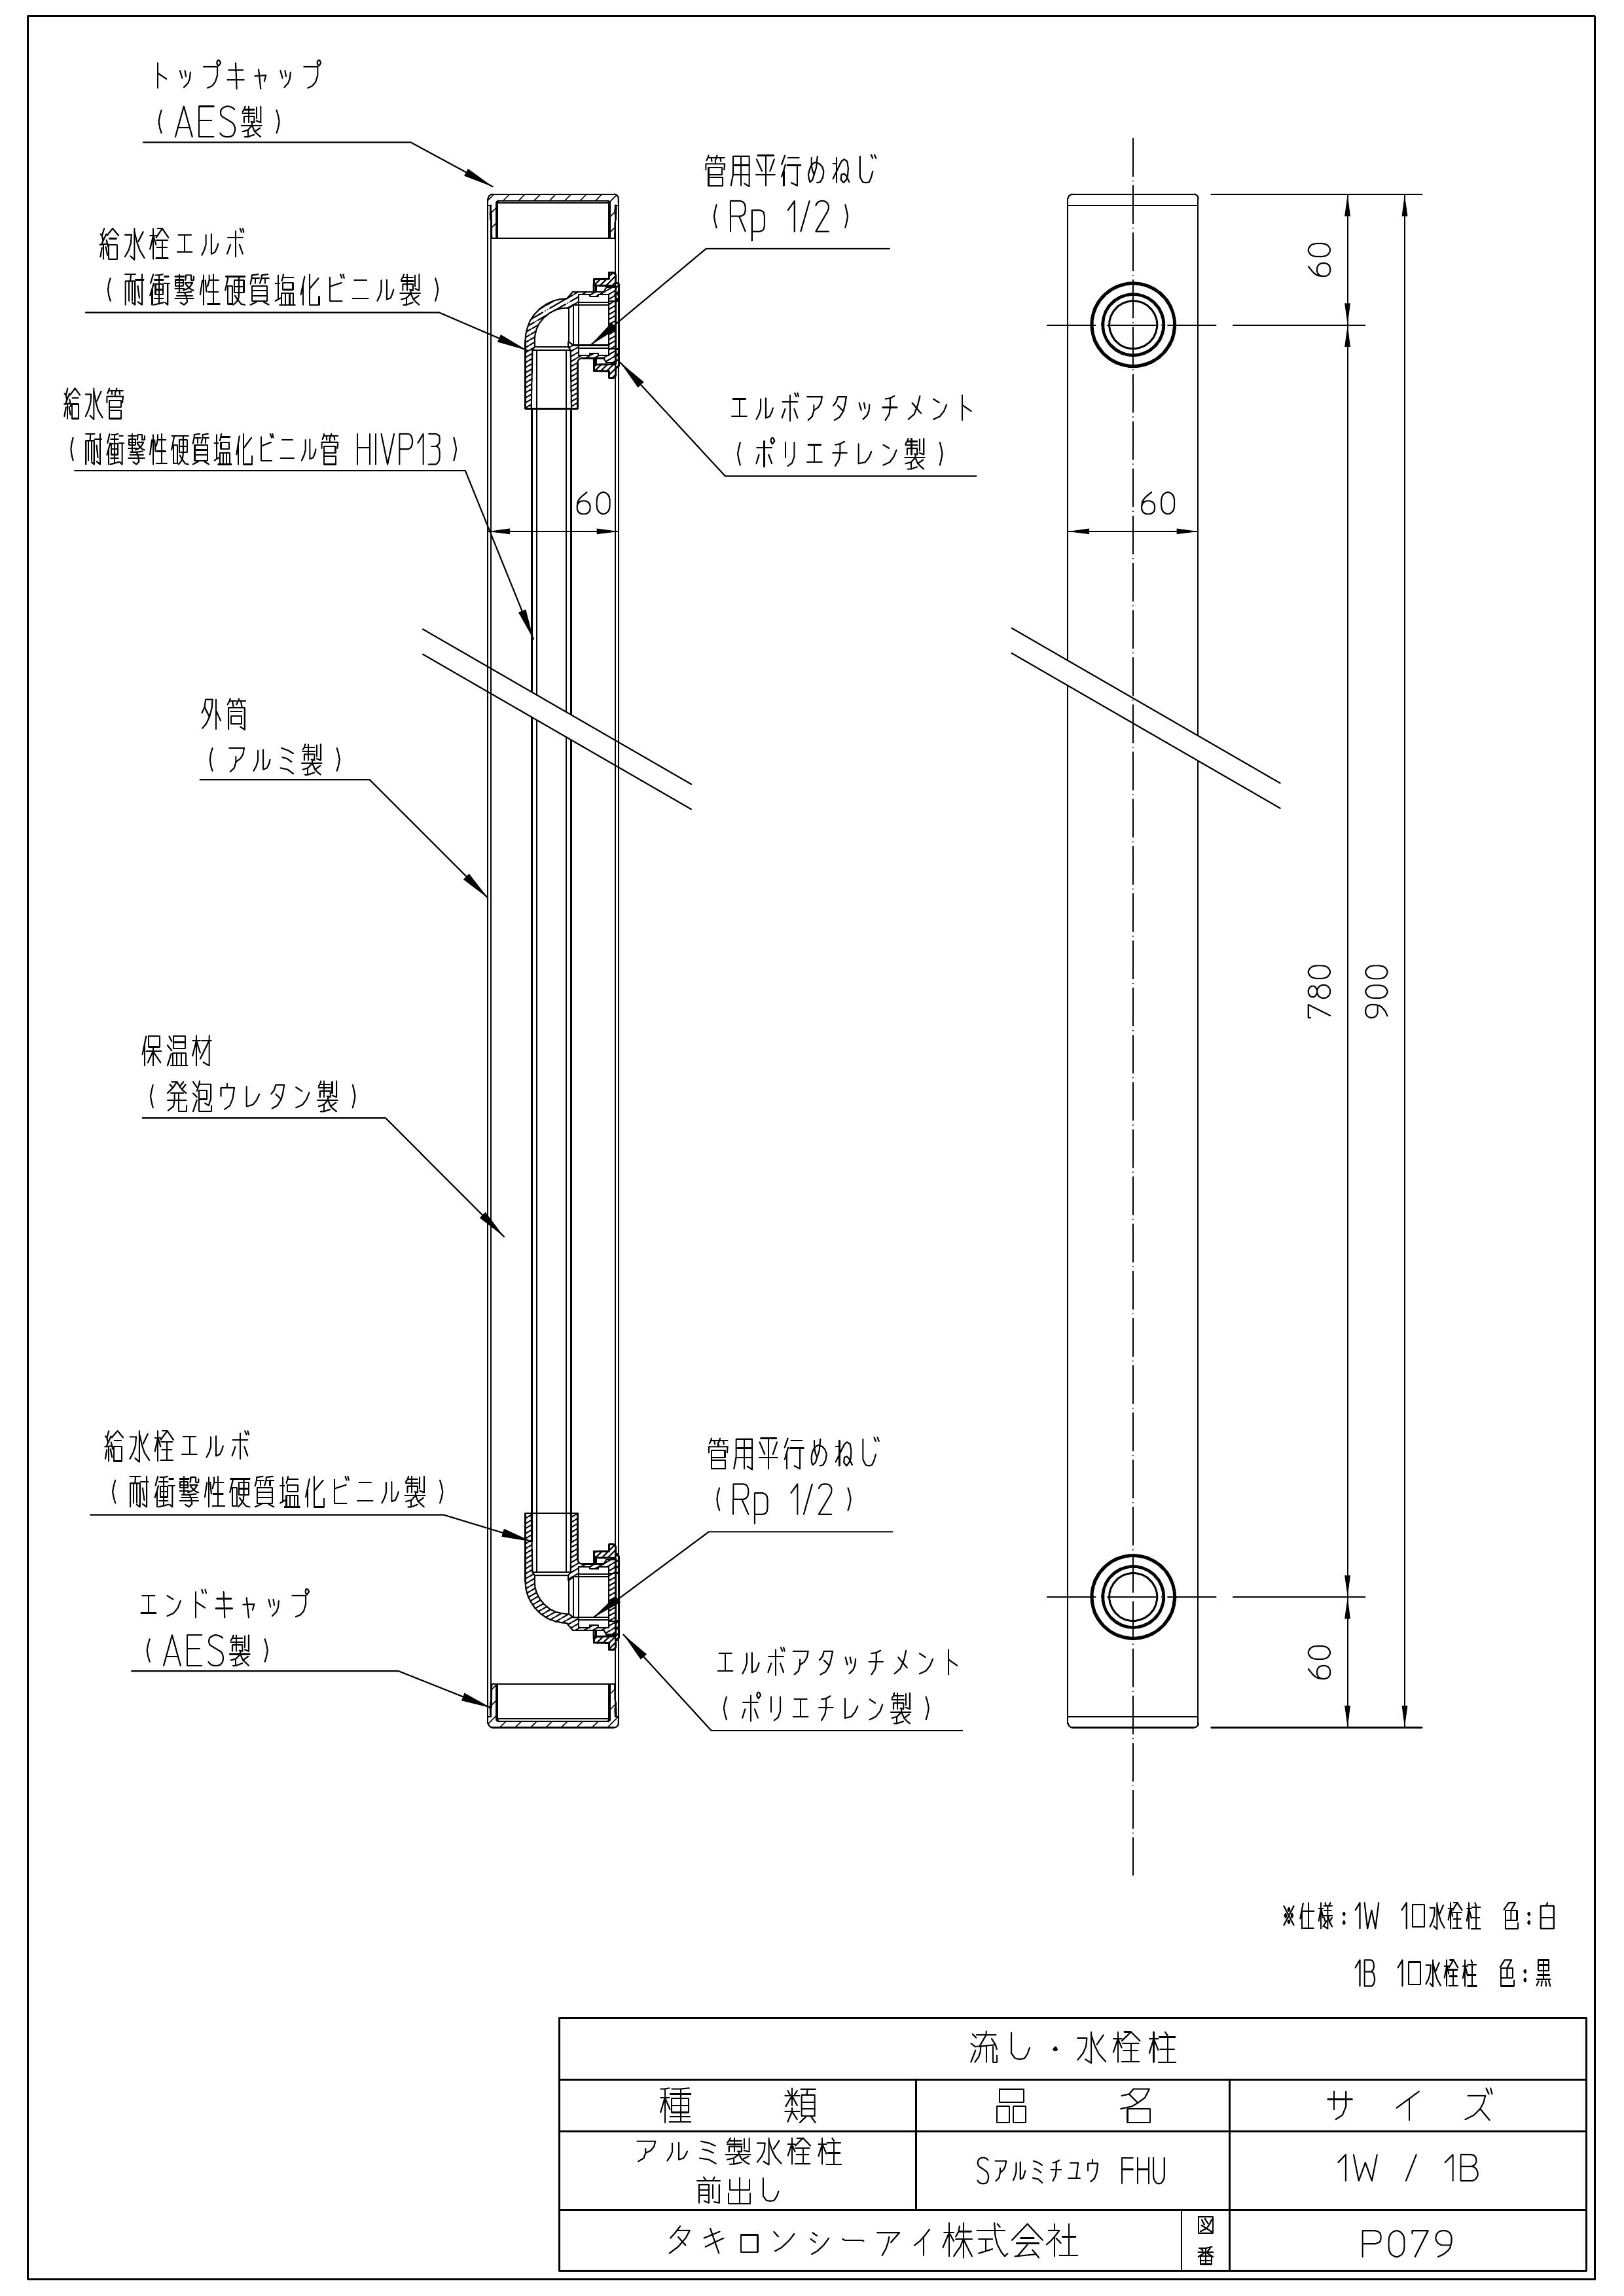 トップキャップ
(AES製)
管用平行めねじ
(Rp 1/2)
給水栓エルボ
(耐衝撃性硬質塩化ビニル製)
60
給水管
(耐衝撃性硬質塩化ビニル管 HIVP13)
エルボアタッチメント
(ポリエチレン製)
60
60
外筒
(アルミ製)
780
900
保温材
(発泡ウレタン製)
給水栓エルボ
(耐衝撃性硬質塩化ビニル製)
管用平行めねじ
(Rp 1/2)
エンドキャップ
(AES製)
エルボアタッチメント
(ポリエチレン製)
60
※仕様:1W 1口水栓柱 色:白
1B 1口水栓柱 色:黒
流し・水栓柱
種類 品名 サイズ
アルミ製水栓柱
前出し
Sアルミチユウ FHU
1W / 1B
タキロンシーアイ株式会社
図番
P079